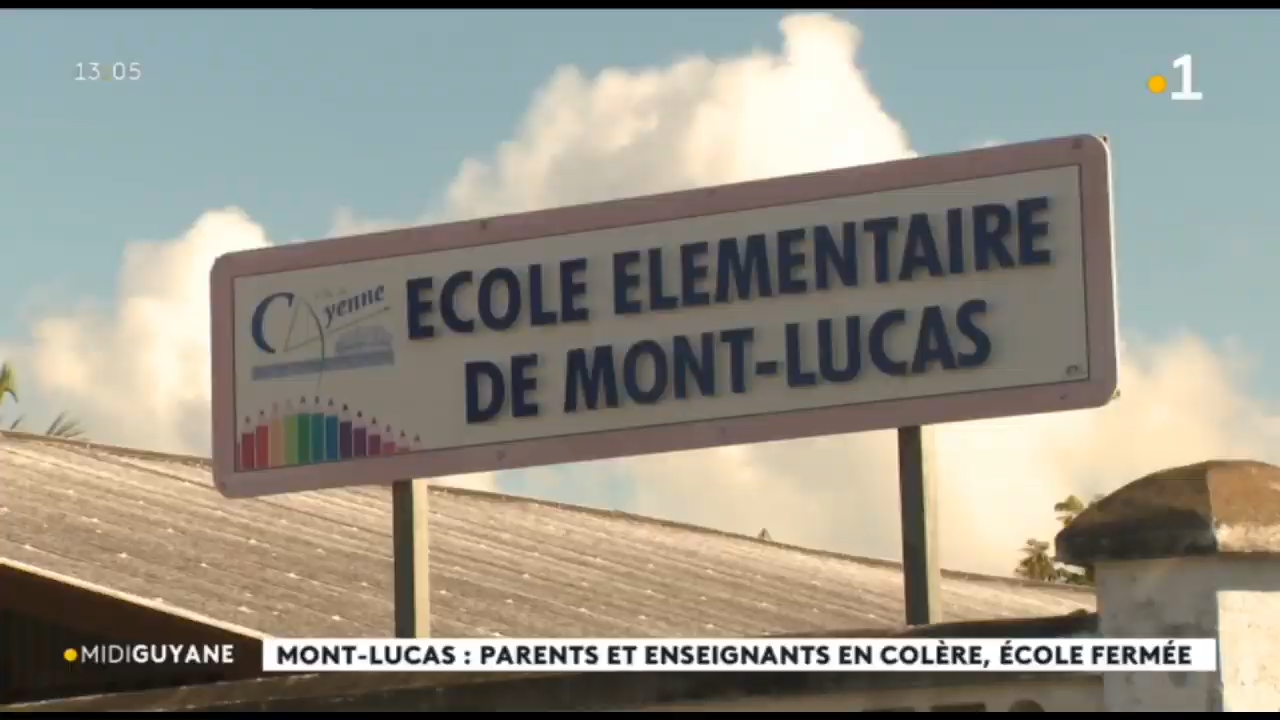 13:05
1
Cayenne
ECOLE ELEMENTAIRE
DE MONT-LUCAS
MIDIGUYANE
MONT-LUCAS : PARENTS ET ENSEIGNANTS EN COLÈRE, ÉCOLE FERMÉE